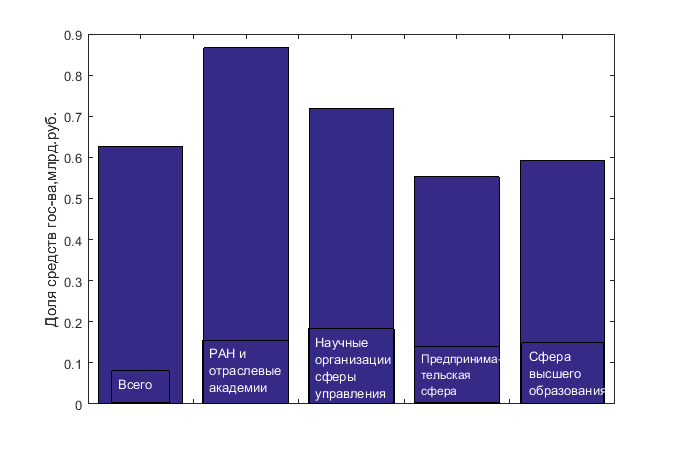 0.9
0.8
0.7
0.6
0.5
0.4
0.3
0.2
0.1
0
Доля средств гос-ва,млрд.руб.
Всего
РАН и
отраслевые
академии
Научные
организации
сферы
управления
Предпринима-
тельская
сфера
Сфера
высшего
образования